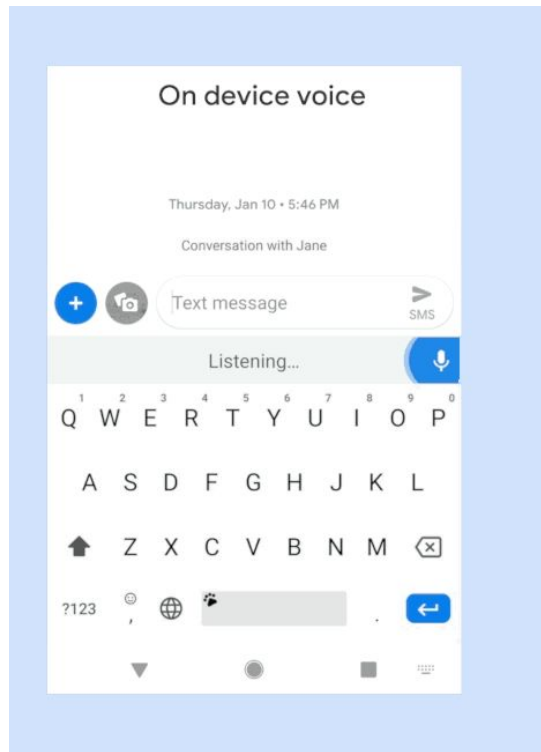 On device voice
Thursday, Jan 10 • 5:46 PM
Conversation with Jane
Text message
SMS
Listening...
1 2 3 4 5 6 7 8 9 0
Q W E R T Y U I O P
A S D F G H J K L
Z X C V B N M
?123 , .